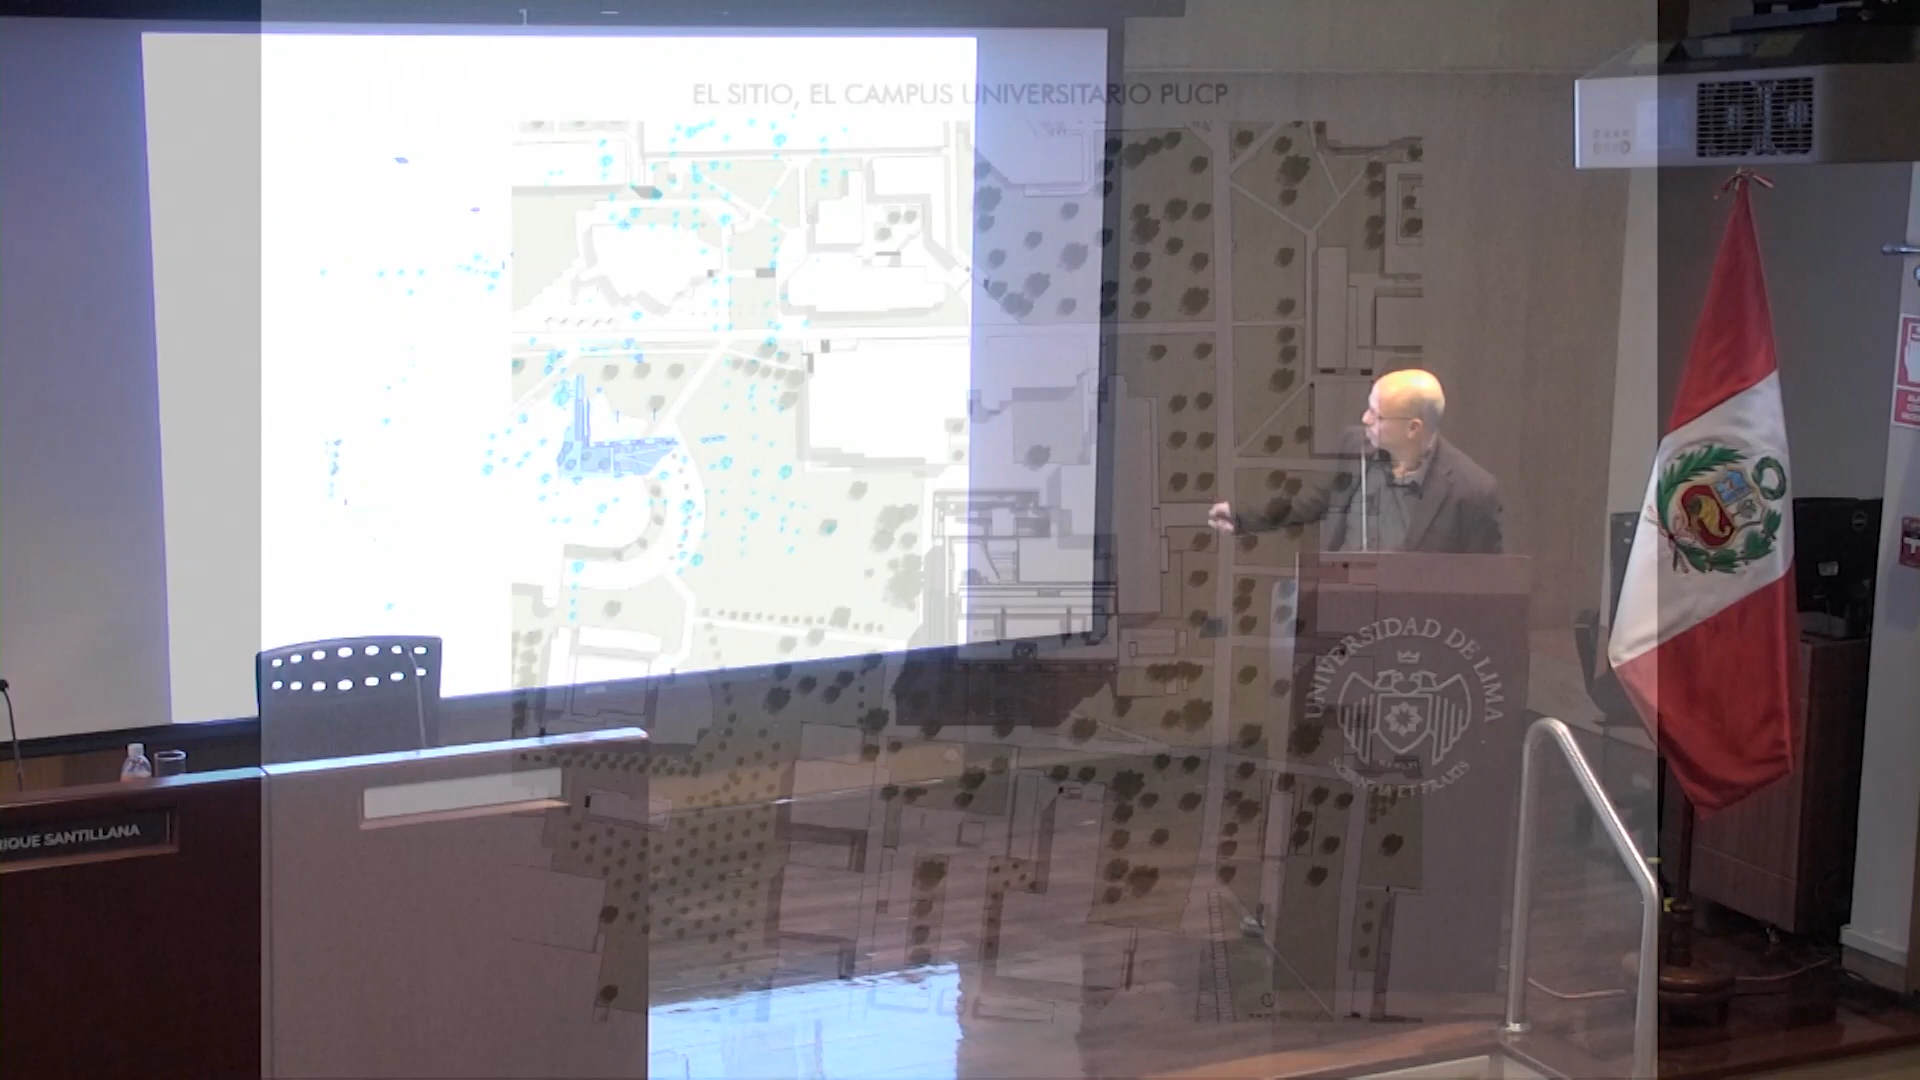 EL SITIO, EL CAMPUS UNIVERSITARIO PUCP
RIQUE SANTILLANA
UNIVERSIDAD DE LIMA
SCIENTIA ET PRAXIS